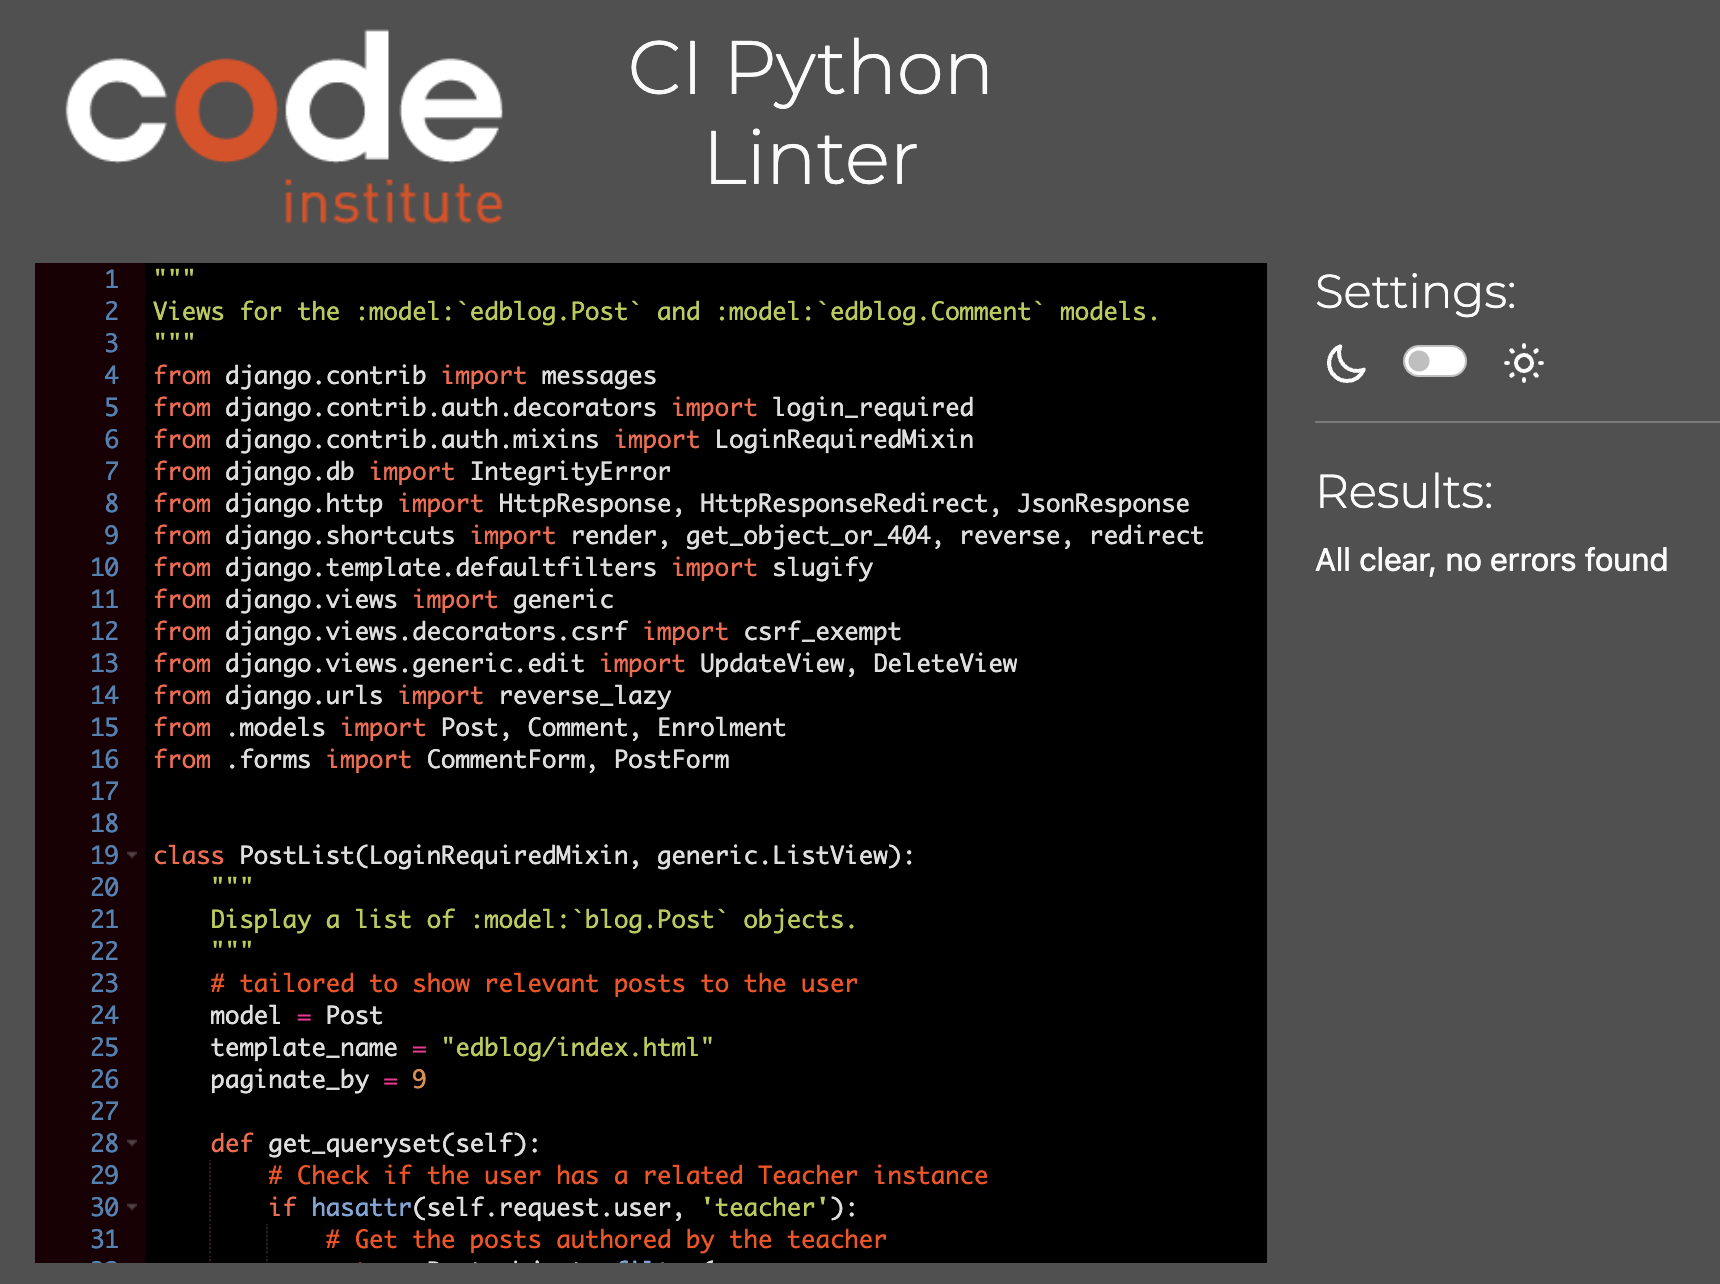 code
institute
CI Python
Linter
1 """
2 Views for the :model:`edblog.Post` and :model:`edblog.Comment` models.
3 """
4 from django.contrib import messages
5 from django.contrib.auth.decorators import login_required
6 from django.contrib.auth.mixins import LoginRequiredMixin
7 from django.db import IntegrityError
8 from django.http import HttpResponse, HttpResponseRedirect, JsonResponse
9 from django.shortcuts import render, get_object_or_404, reverse, redirect
10 from django.template.defaultfilters import slugify
11 from django.views import generic
12 from django.views.decorators.csrf import csrf_exempt
13 from django.views.generic.edit import UpdateView, DeleteView
14 from django.urls import reverse_lazy
15 from .models import Post, Comment, Enrolment
16 from .forms import CommentForm, PostForm
17
18
19 class PostList(LoginRequiredMixin, generic.ListView):
20     """
21     Display a list of :model:`blog.Post` objects.
22     """
23     # tailored to show relevant posts to the user
24     model = Post
25     template_name = "edblog/index.html"
26     paginate_by = 9
27
28     def get_queryset(self):
29         # Check if the user has a related Teacher instance
30         if hasattr(self.request.user, 'teacher'):
31             # Get the posts authored by the teacher
Settings:
Results:
All clear, no errors found